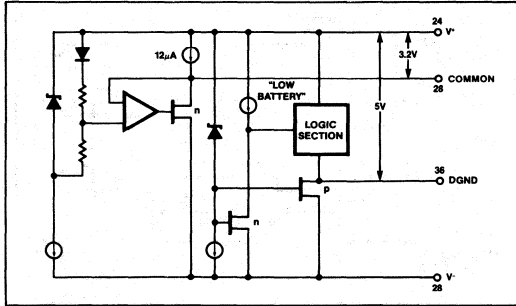 24
V+
12μA
3.2V
COMMON
28
"LOW
BATTERY"
5V
LOGIC
SECTION
n
36
DGND
p
n
V-
28